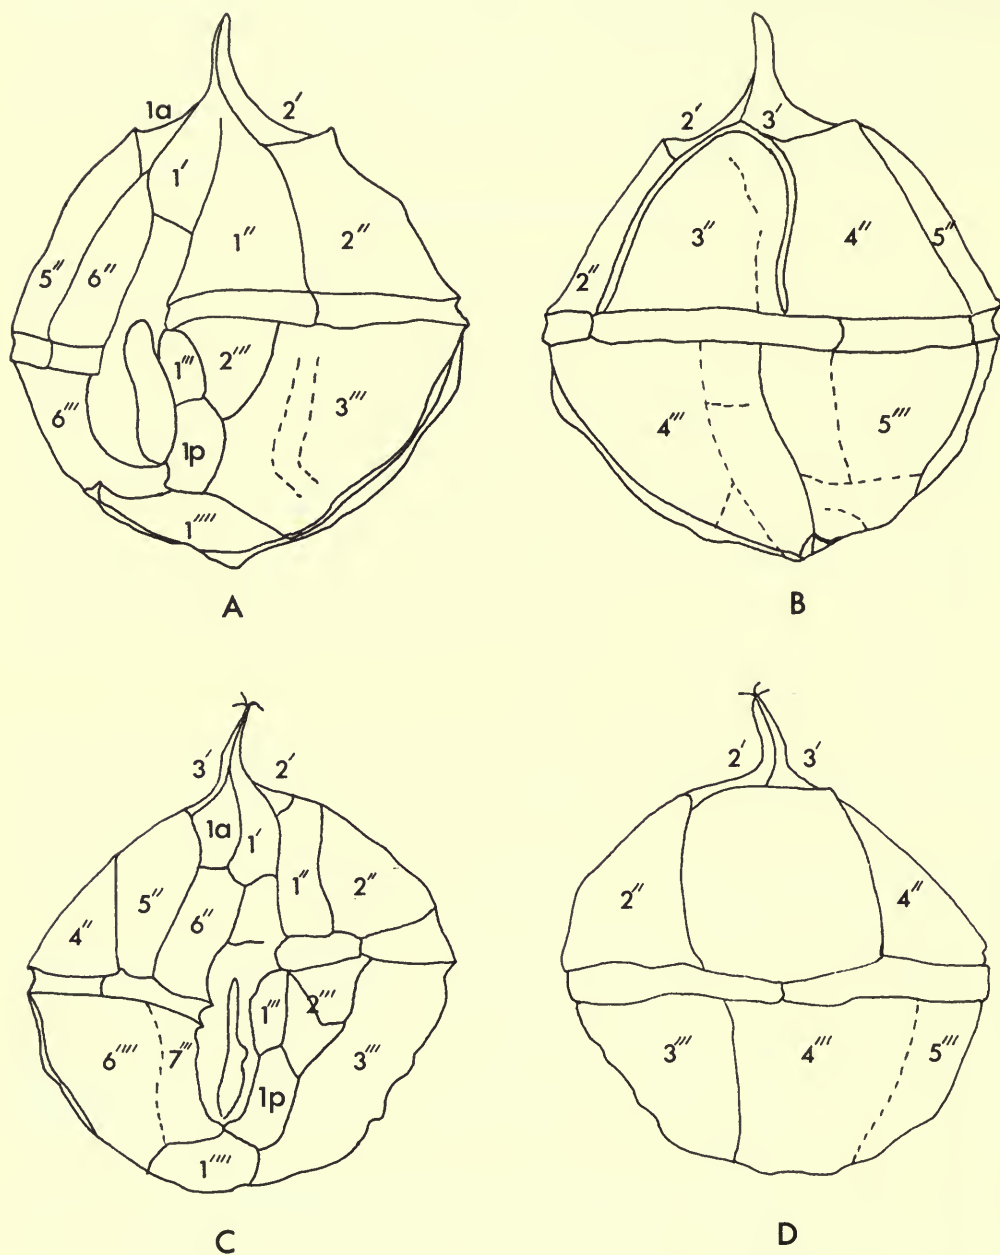 1a 2′
1′
1″ 2″
5″ 6″
1‴ 2‴
3‴
6‴
1p
1⁗
A
2′ 3′
3″ 4″ 5″
2″
4‴ 5‴
B
3′ 2′
1a 1′
5″ 1″ 2″
4″ 6″
1‴ 2‴
6⁗ 7‴ 3‴
1p
1⁗
C
2′ 3′
2″ 4″
3‴ 4‴ 5‴
D